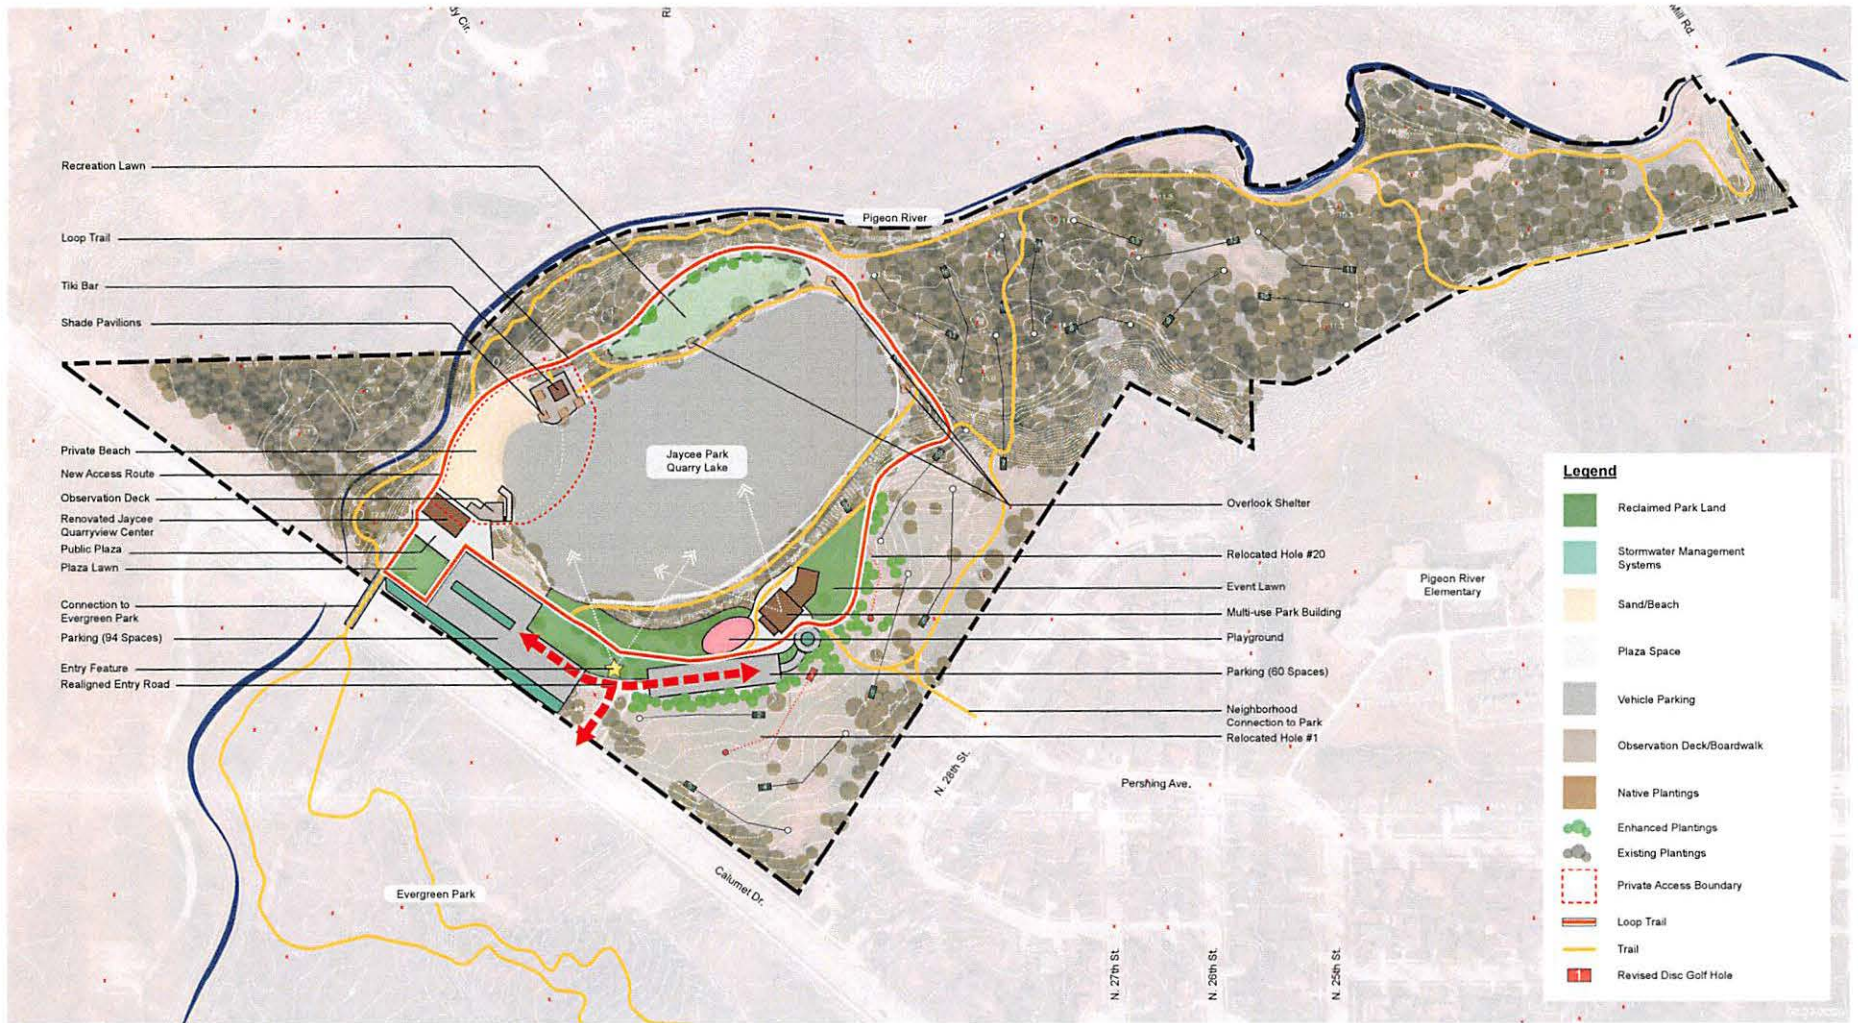 Mill Rd.
Recreation Lawn
Pigeon River
Loop Trail
Tiki Bar
Shade Pavilions
Private Beach
New Access Route
Observation Deck
Renovated Jaycee
Quarryview Center
Public Plaza
Plaza Lawn
Connection to
Evergreen Park
Parking (94 Spaces)
Entry Feature
Realigned Entry Road
Jaycee Park
Quarry Lake
Overlook Shelter
Relocated Hole #20
Event Lawn
Multi-use Park Building
Playground
Parking (60 Spaces)
Neighborhood
Connection to Park
Relocated Hole #1
Pigeon River
Elementary
N. 28th St.
Pershing Ave.
Calumet Dr.
Evergreen Park
N. 27th St.
N. 26th St.
N. 25th St.
Legend
Reclaimed Park Land
Stormwater Management
Systems
Sand/Beach
Plaza Space
Vehicle Parking
Observation Deck/Boardwalk
Native Plantings
Enhanced Plantings
Existing Plantings
Private Access Boundary
Loop Trail
Trail
1 Revised Disc Golf Hole